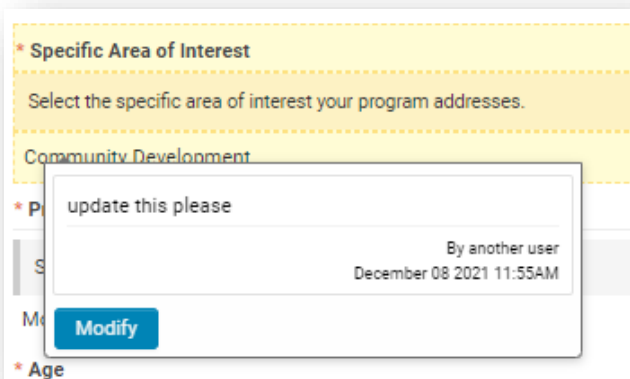 * Specific Area of Interest
Select the specific area of interest your program addresses.
Community Development
update this please
By another user
December 08 2021 11:55AM
Modify
* Age